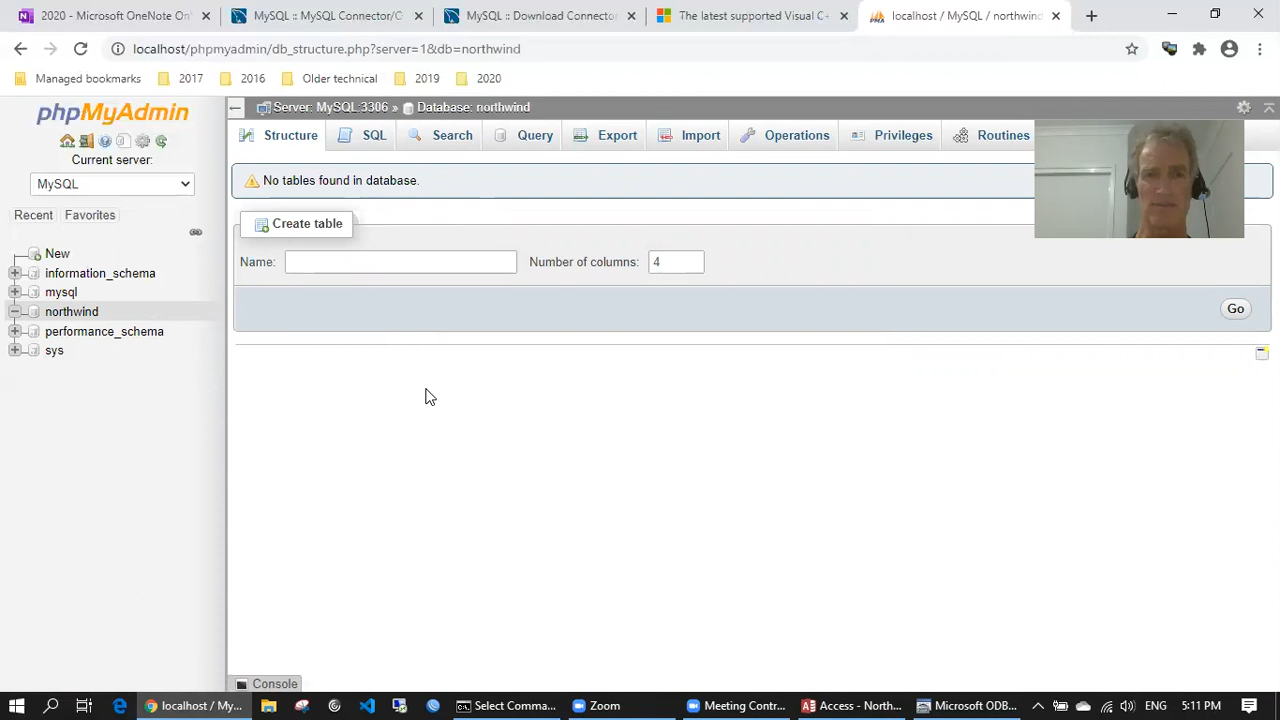 2020 - Microsoft OneNote On
MySQL :: MySQL Connector/
MySQL :: Download Connector
The latest supported Visual C+
localhost / MySQL / northwind
localhost/phpmyadmin/db_structure.php?server=1&db=northwind
Managed bookmarks
2017
2016
Older technical
2019
2020
phpMyAdmin
Current server:
MySQL
Recent
Favorites
New
information_schema
mysql
northwind
performance_schema
sys
Server: MySQL:3306 » Database: northwind
Structure
SQL
Search
Query
Export
Import
Operations
Privileges
Routines
No tables found in database.
Create table
Name:
Number of columns:
4
Go
Console
localhost / My...
Select Comma...
Zoom
Meeting Contr...
Access - North...
Microsoft ODB...
ENG
5:11 PM